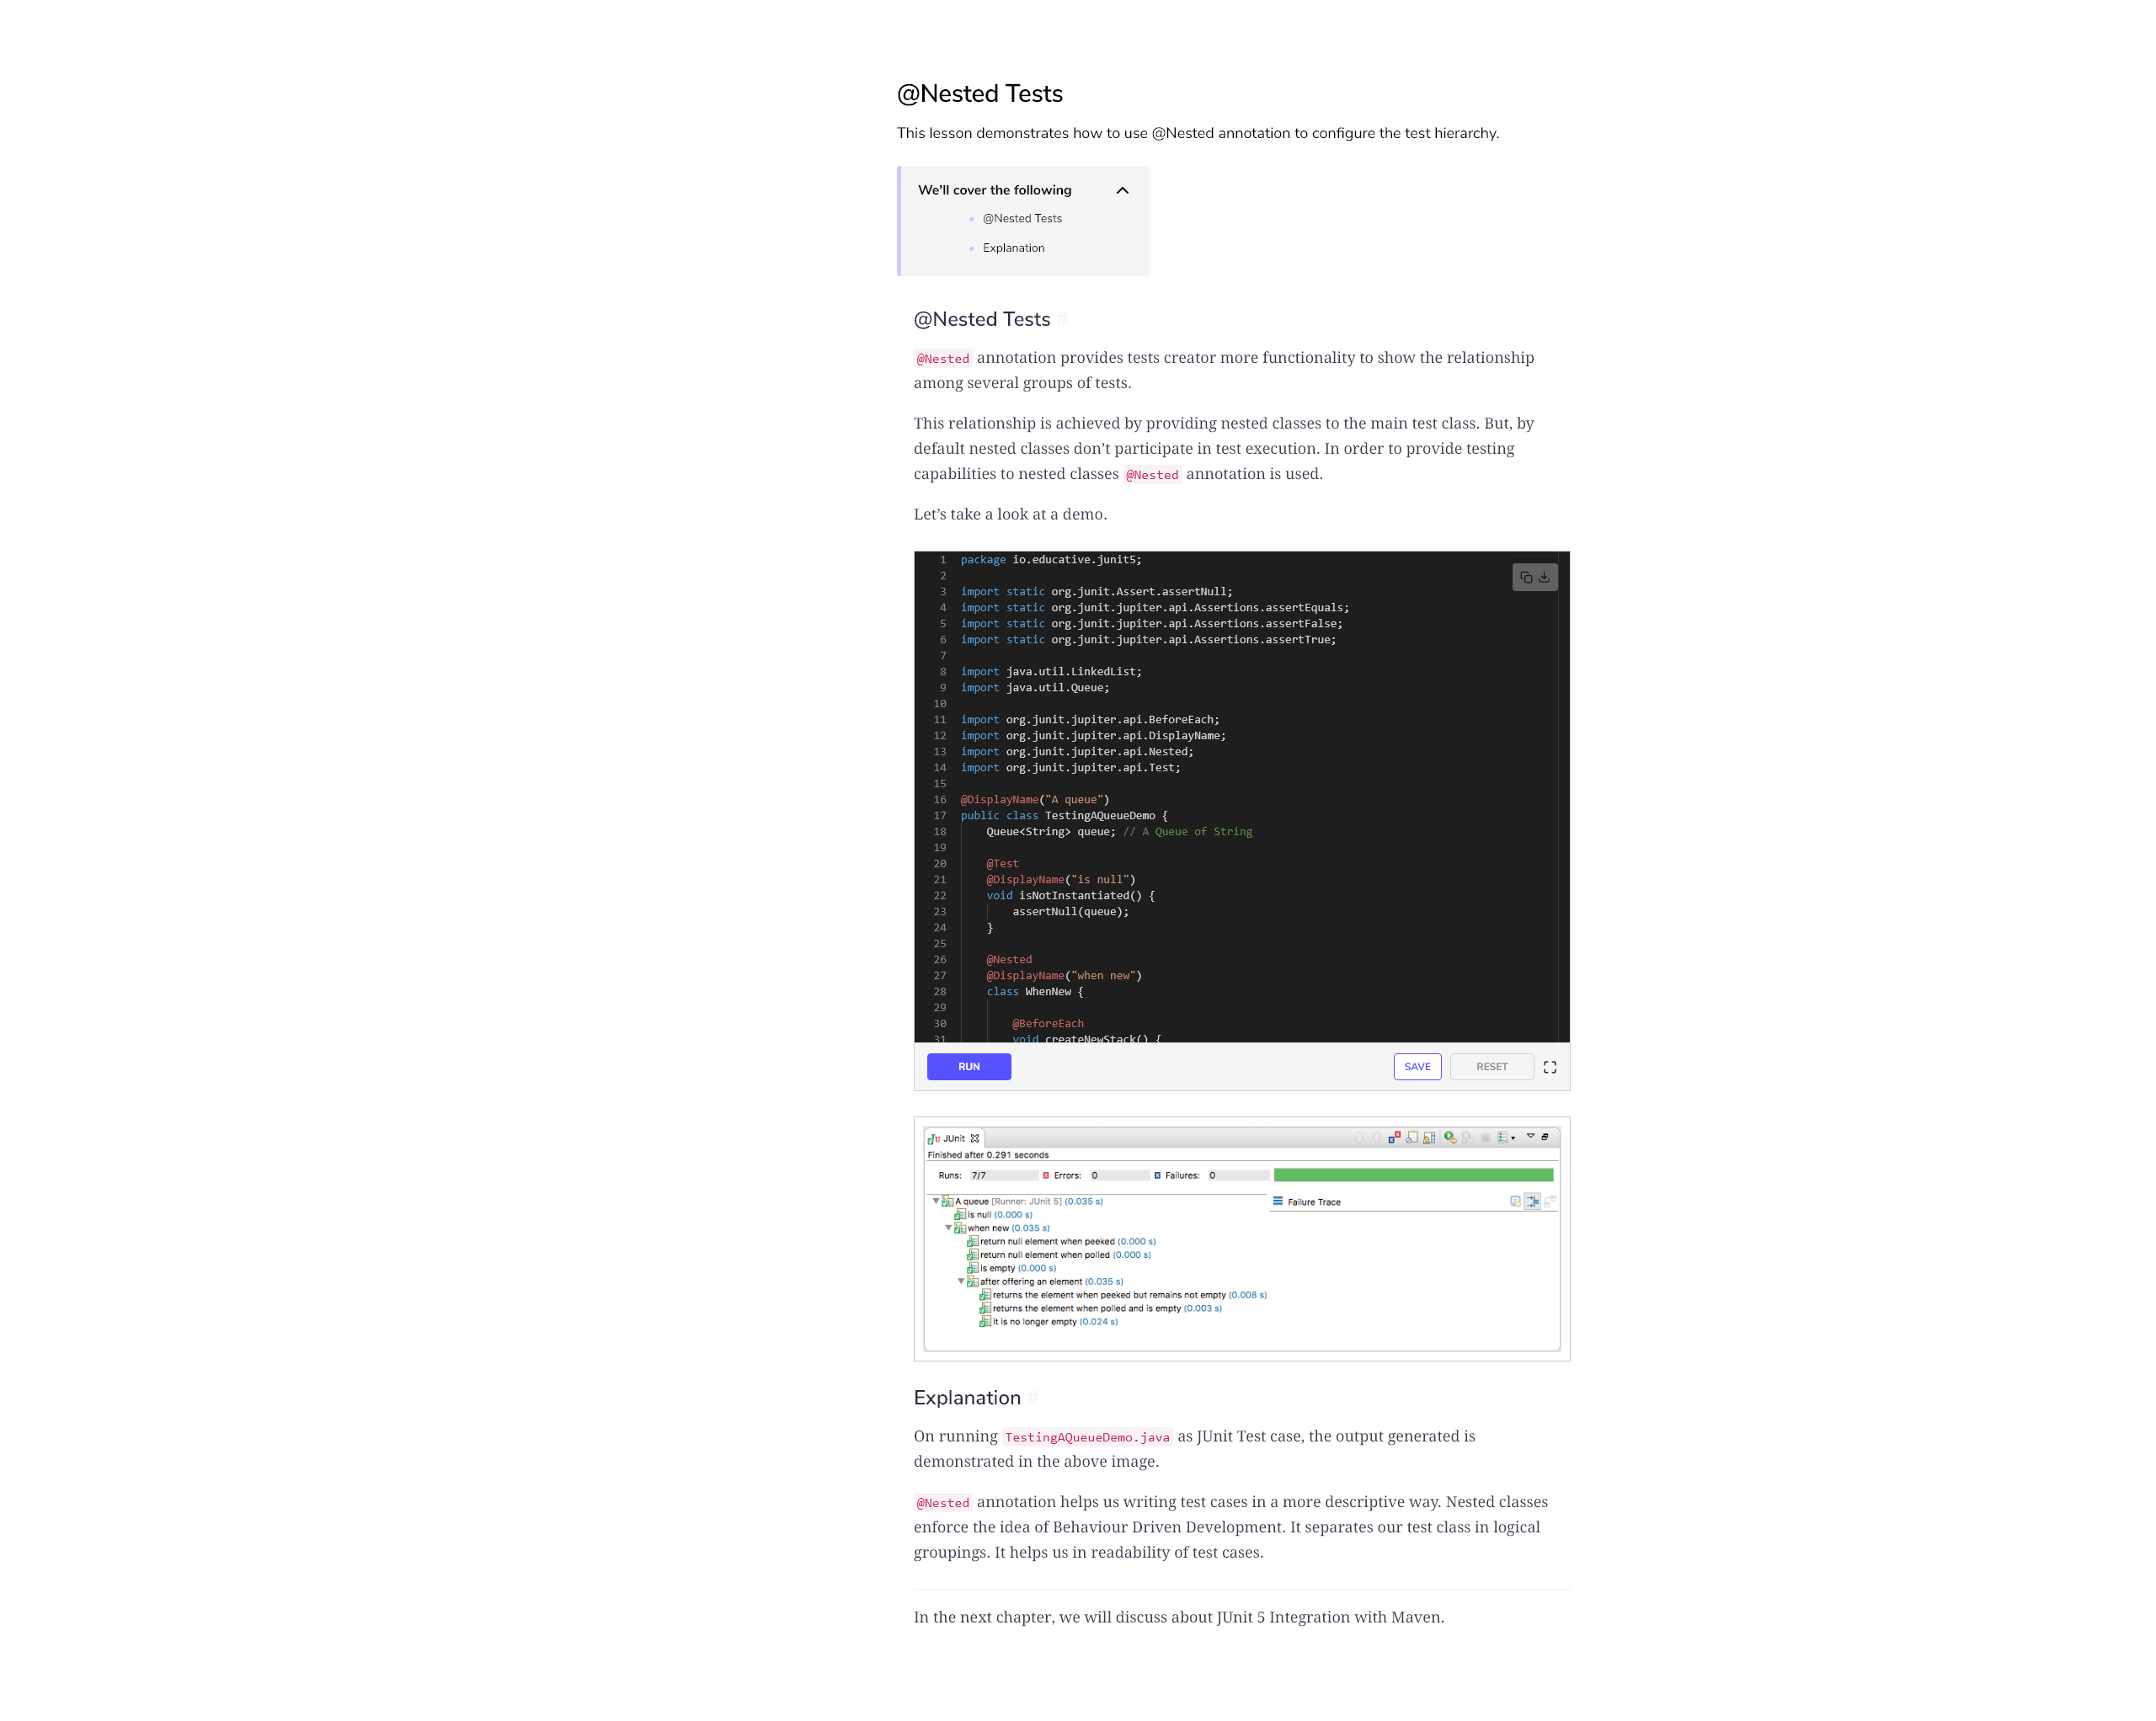 @Nested Tests
This lesson demonstrates how to use @Nested annotation to configure the test hierarchy.
We'll cover the following
@Nested Tests
Explanation
@Nested Tests #
@Nested annotation provides tests creator more functionality to show the relationship
among several groups of tests.
This relationship is achieved by providing nested classes to the main test class. But, by
default nested classes don’t participate in test execution. In order to provide testing
capabilities to nested classes @Nested annotation is used.
Let’s take a look at a demo.
1 package io.educative.junit5;
2
3 import static org.junit.Assert.assertNull;
4 import static org.junit.jupiter.api.Assertions.assertEquals;
5 import static org.junit.jupiter.api.Assertions.assertFalse;
6 import static org.junit.jupiter.api.Assertions.assertTrue;
7
8 import java.util.LinkedList;
9 import java.util.Queue;
10
11 import org.junit.jupiter.api.BeforeEach;
12 import org.junit.jupiter.api.DisplayName;
13 import org.junit.jupiter.api.Nested;
14 import org.junit.jupiter.api.Test;
15
16 @DisplayName("A queue")
17 public class TestingAQueueDemo {
18 Queue<String> queue; // A Queue of String
19
20 @Test
21 @DisplayName("is null")
22 void isNotInstantiated() {
23 assertNull(queue);
24 }
25
26 @Nested
27 @DisplayName("when new")
28 class WhenNew {
29
30 @BeforeEach
31 void createNewStack() {
RUN SAVE RESET
JUnit
Finished after 0.291 seconds
Runs: 7/7 Errors: 0 Failures: 0
A queue [Runner: JUnit 5] (0.035 s) Failure Trace
is null (0.000 s)
when new (0.035 s)
return null element when peeked (0.000 s)
return null element when polled (0.000 s)
is empty (0.000 s)
after offering an element (0.035 s)
returns the element when peeked but remains not empty (0.008 s)
returns the element when polled and is empty (0.003 s)
it is no longer empty (0.024 s)
Explanation #
On running TestingAQueueDemo.java as JUnit Test case, the output generated is
demonstrated in the above image.
@Nested annotation helps us writing test cases in a more descriptive way. Nested classes
enforce the idea of Behaviour Driven Development. It separates our test class in logical
groupings. It helps us in readability of test cases.
In the next chapter, we will discuss about JUnit 5 Integration with Maven.